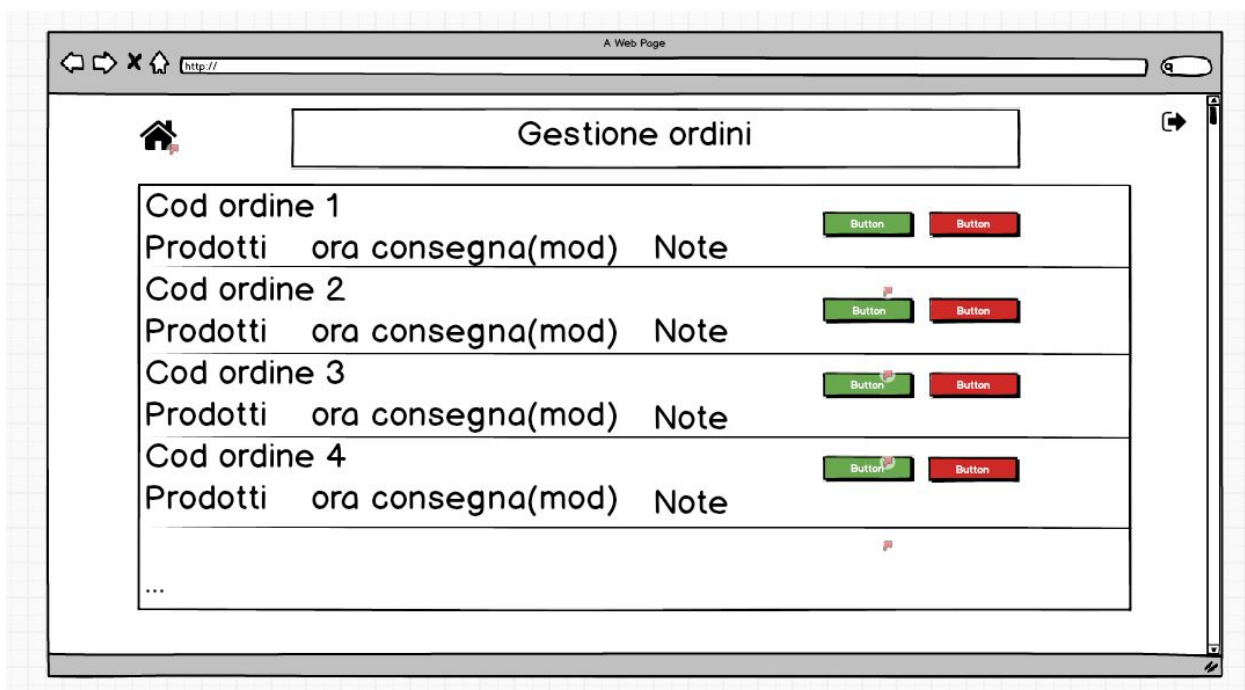 A Web Page
http://
Gestione ordini
Cod ordine 1
Button Button
Prodotti ora consegna(mod) Note
Cod ordine 2
Button Button
Prodotti ora consegna(mod) Note
Cod ordine 3
Button Button
Prodotti ora consegna(mod) Note
Cod ordine 4
Button Button
Prodotti ora consegna(mod) Note
...